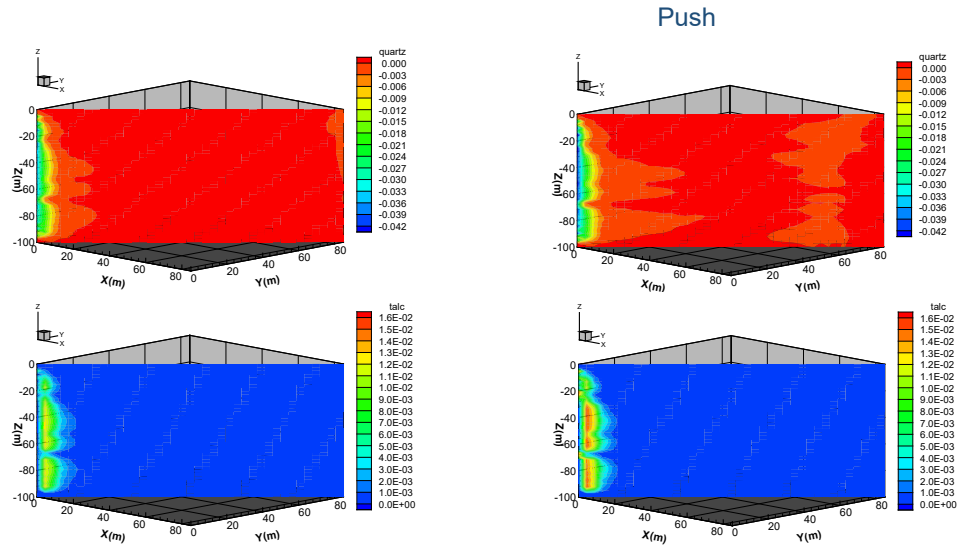 Push
Z
Y
X
quartz
0.000
-0.003
-0.006
-0.009
-0.012
-0.015
-0.018
-0.021
-0.024
-0.027
-0.030
-0.033
-0.036
-0.039
-0.042
0
-20
-40
-60
-80
-100
Z(m)
0
20
40
60
80
X(m)
0
20
40
60
80
Y(m)
Z
Y
X
quartz
0.000
-0.003
-0.006
-0.009
-0.012
-0.015
-0.018
-0.021
-0.024
-0.027
-0.030
-0.033
-0.036
-0.039
-0.042
0
-20
-40
-60
-80
-100
Z(m)
0
20
40
60
80
X(m)
0
20
40
60
80
Y(m)
Z
Y
X
talc
1.6E-02
1.5E-02
1.4E-02
1.3E-02
1.2E-02
1.1E-02
1.0E-02
9.0E-03
8.0E-03
7.0E-03
6.0E-03
5.0E-03
4.0E-03
3.0E-03
2.0E-03
1.0E-03
0.0E+00
0
-20
-40
-60
-80
-100
Z(m)
0
20
40
60
80
X(m)
0
20
40
60
80
Y(m)
Z
Y
X
talc
1.6E-02
1.5E-02
1.4E-02
1.3E-02
1.2E-02
1.1E-02
1.0E-02
9.0E-03
8.0E-03
7.0E-03
6.0E-03
5.0E-03
4.0E-03
3.0E-03
2.0E-03
1.0E-03
0.0E+00
0
-20
-40
-60
-80
-100
Z(m)
0
20
40
60
80
X(m)
0
20
40
60
80
Y(m)